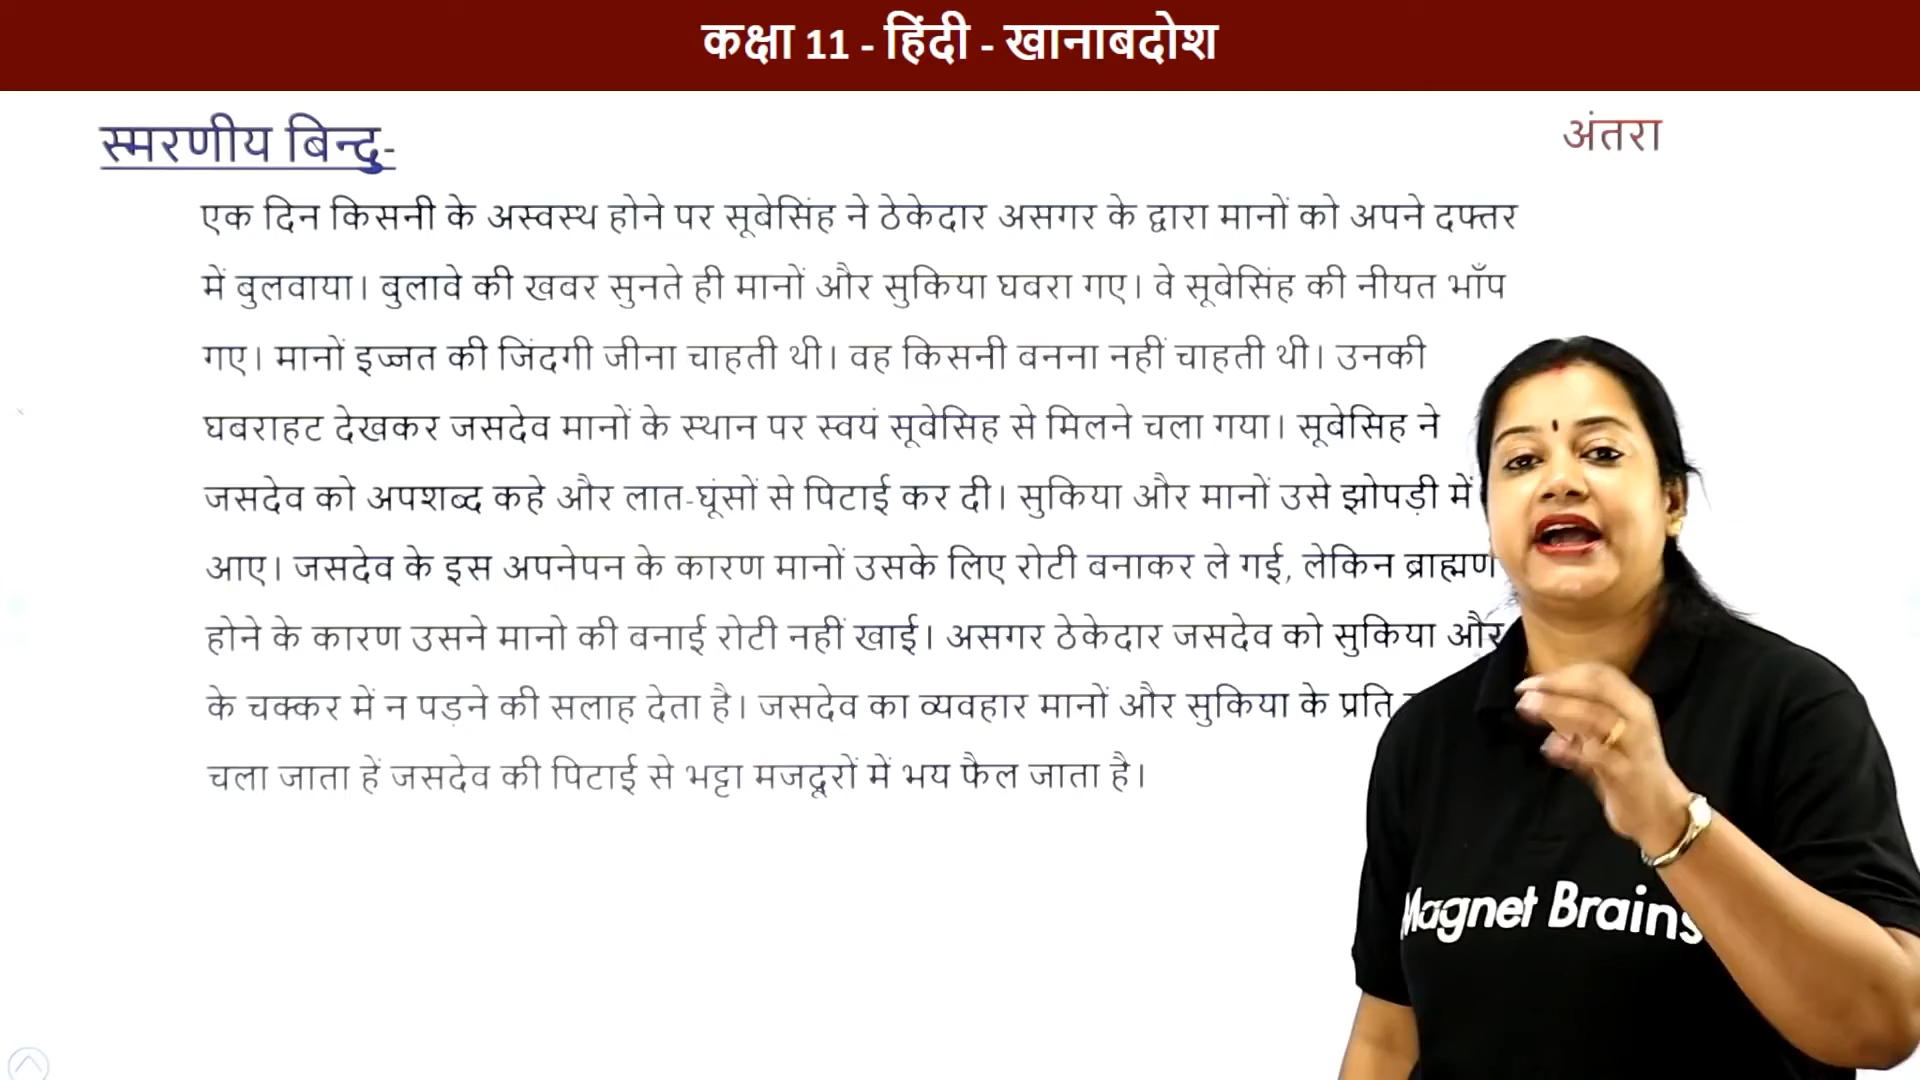 कक्षा 11 - हिंदी - खानाबदोश
स्मरणीय बिन्दु-
अंतरा
एक दिन किसनी के अस्वस्थ होने पर सूबेसिंह ने ठेकेदार असगर के द्वारा मानों को अपने दफ्तर
में बुलवाया। बुलावे की खबर सुनते ही मानों और सुकिया घबरा गए। वे सूबेसिंह की नीयत भाँप
गए। मानों इज्जत की जिंदगी जीना चाहती थी। वह किसनी बनना नहीं चाहती थी। उनकी
घबराहट देखकर जसदेव मानों के स्थान पर स्वयं सूबेसिह से मिलने चला गया। सूबेसिह ने
जसदेव को अपशब्द कहे और लात-घूंसों से पिटाई कर दी। सुकिया और मानों उसे झोपड़ी में
आए। जसदेव के इस अपनेपन के कारण मानों उसके लिए रोटी बनाकर ले गई, लेकिन ब्राह्मण
होने के कारण उसने मानो की बनाई रोटी नहीं खाई। असगर ठेकेदार जसदेव को सुकिया और
के चक्कर में न पड़ने की सलाह देता है। जसदेव का व्यवहार मानों और सुकिया के प्रति
चला जाता हें जसदेव की पिटाई से भट्टा मजदूरों में भय फैल जाता है।
Magnet Brains